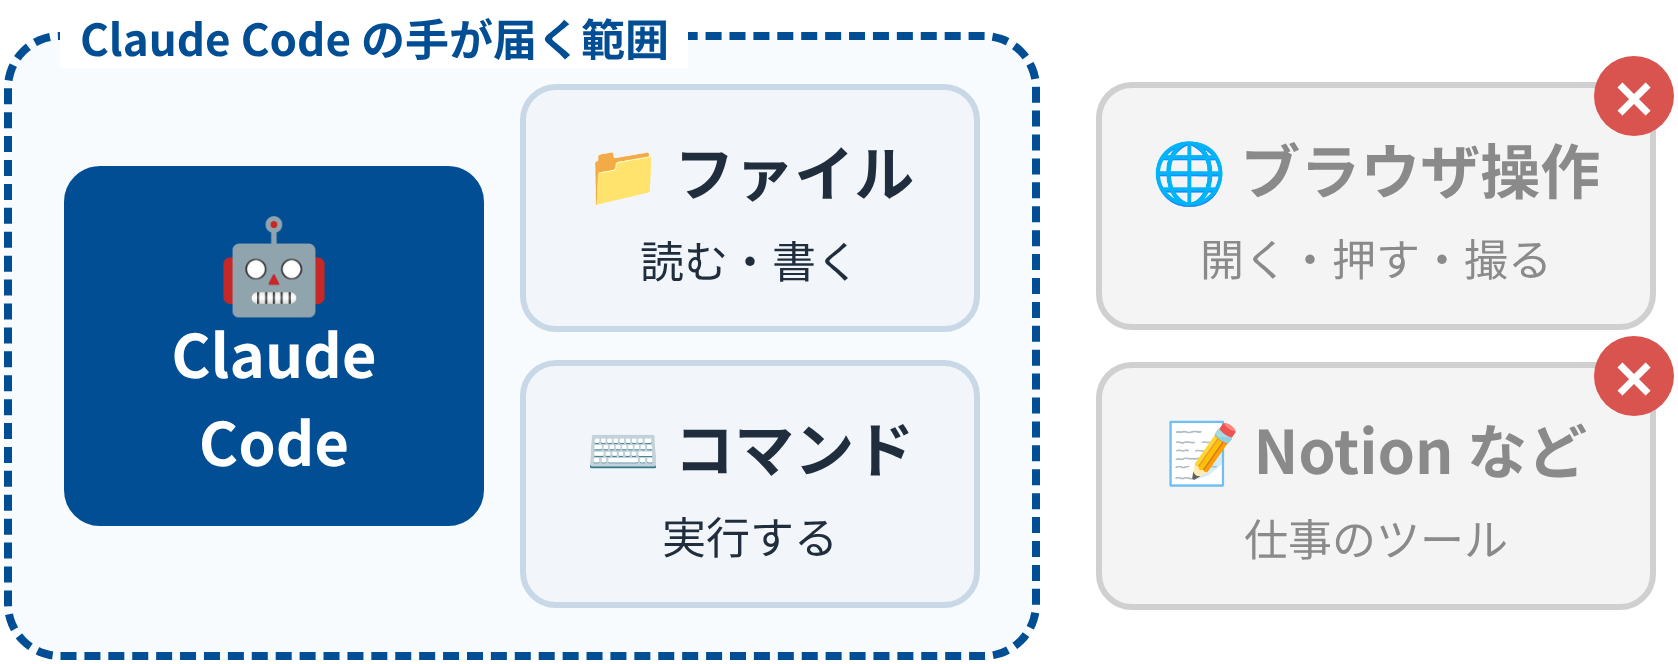 Claude Code の手が届く範囲
Claude
Code
ファイル
読む・書く
コマンド
実行する
ブラウザ操作
開く・押す・撮る
Notion など
仕事のツール